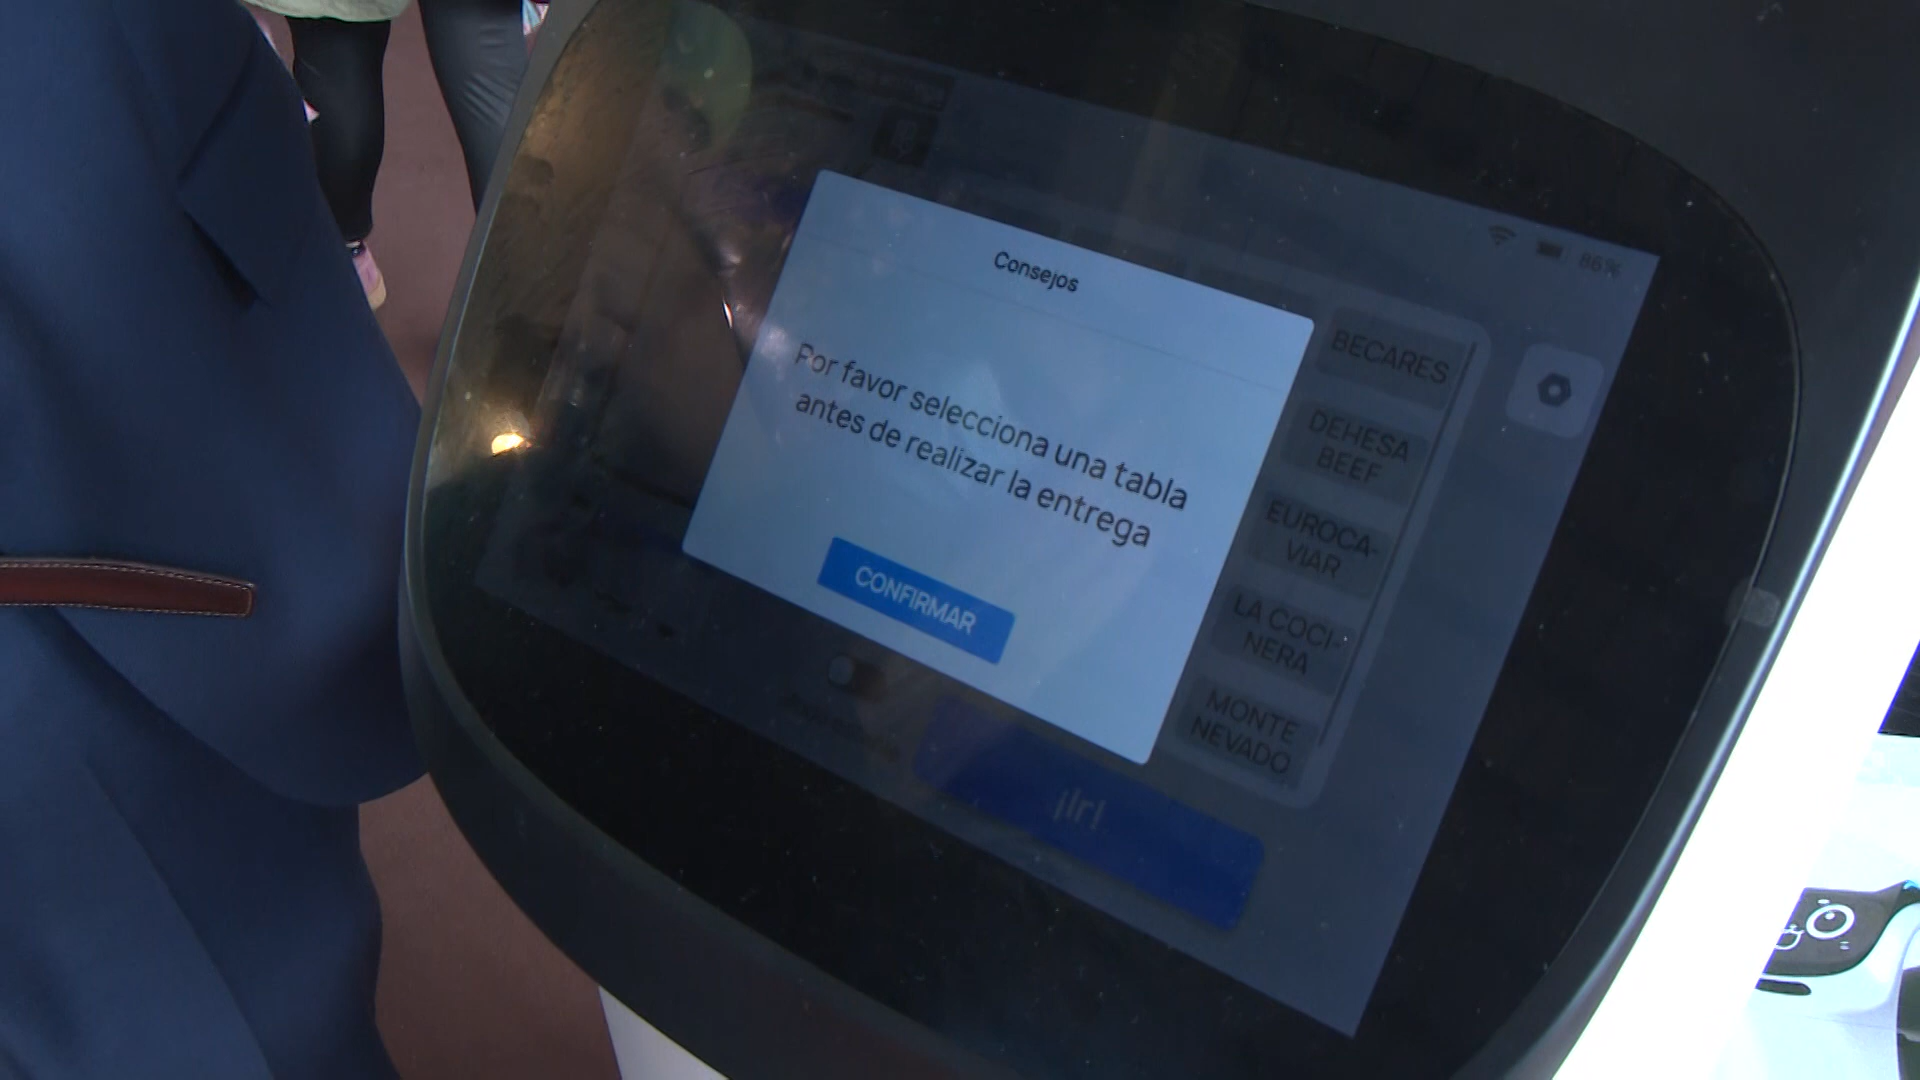 86%
Consejos
Por favor selecciona una tabla
antes de realizar la entrega
CONFIRMAR
BECARES
DEHESA
BEEF
EUROCA-
VIAR
LA COCI-
NERA
MONTE
NEVADO
¡Ir!